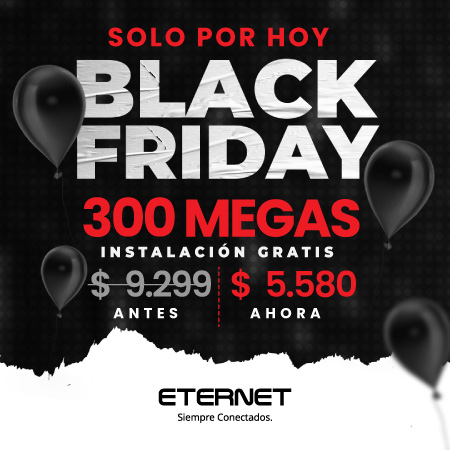 SOLO POR HOY
BLACK
FRIDAY
300 MEGAS
INSTALACIÓN GRATIS
$ 9.299 $ 5.580
ANTES AHORA
ETERNET
Siempre Conectados.